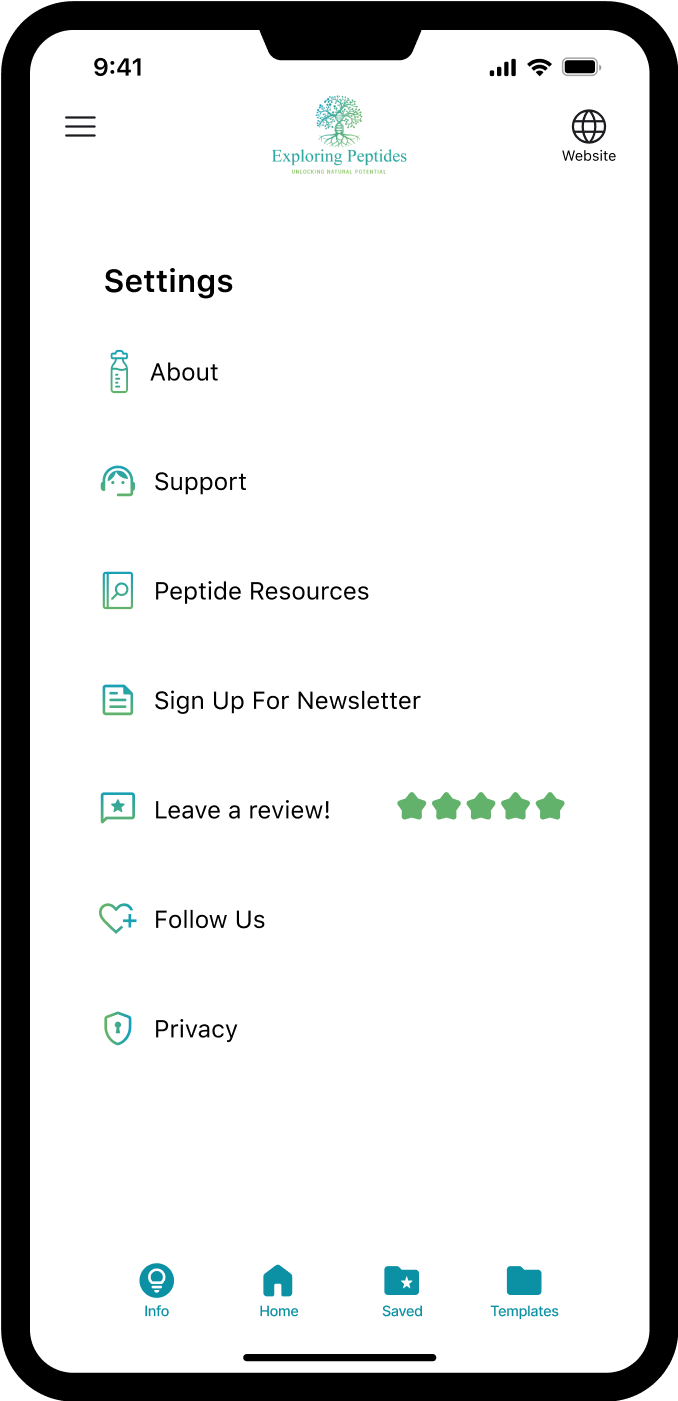 9:41
Exploring Peptides
UNLOCKING NATURAL POTENTIAL
Website
Settings
About
Support
Peptide Resources
Sign Up For Newsletter
Leave a review!
Follow Us
Privacy
Info
Home
Saved
Templates